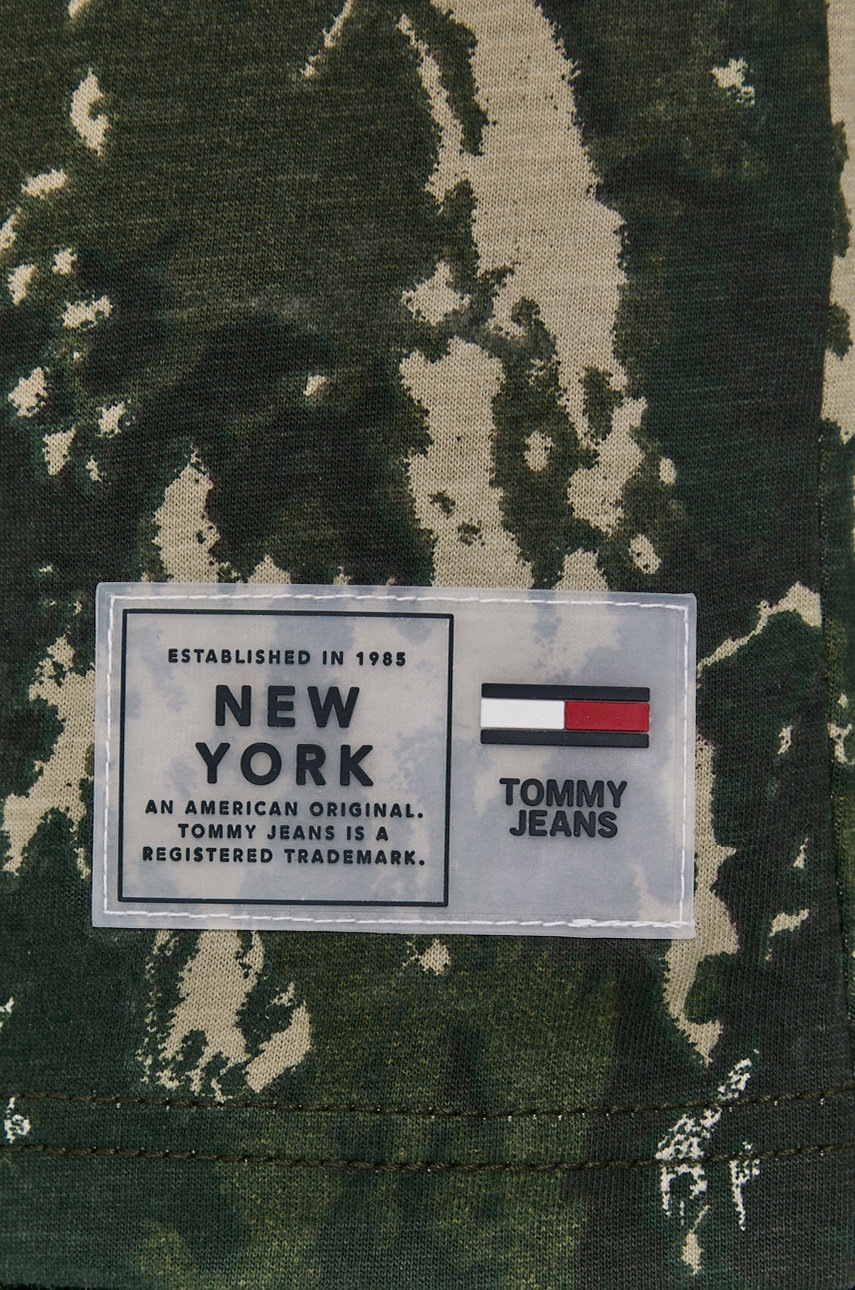 ESTABLISHED IN 1985
NEW
YORK
AN AMERICAN ORIGINAL.
TOMMY JEANS IS A
REGISTERED TRADEMARK.
TOMMY
JEANS